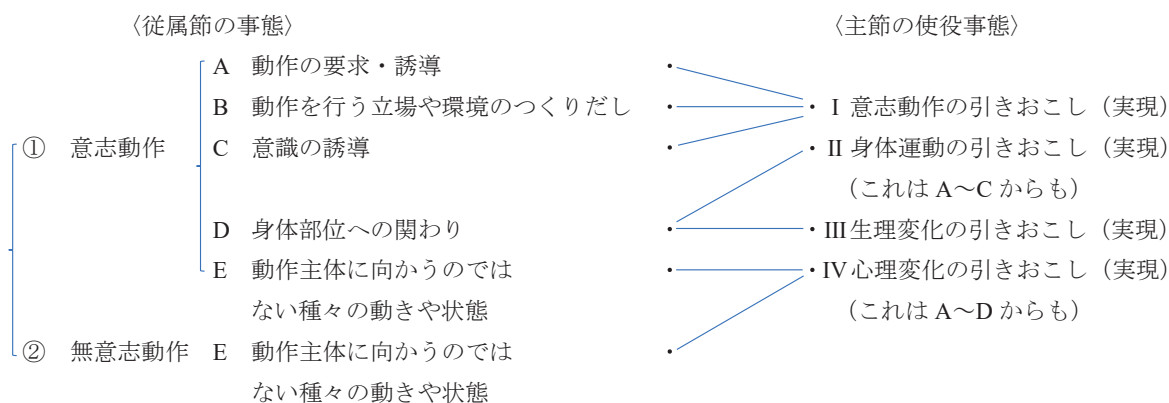 〈従属節の事態〉 〈主節の使役事態〉
A 動作の要求・誘導
B 動作を行う立場や環境のつくりだし ・Ⅰ 意志動作の引きおこし（実現）
① 意志動作 C 意識の誘導 ・Ⅱ 身体運動の引きおこし（実現）
（これは A～C からも）
D 身体部位への関わり ・Ⅲ生理変化の引きおこし（実現）
E 動作主体に向かうのでは ・Ⅳ心理変化の引きおこし（実現）
ない種々の動きや状態 （これは A～D からも）
② 無意志動作 E 動作主体に向かうのでは
ない種々の動きや状態